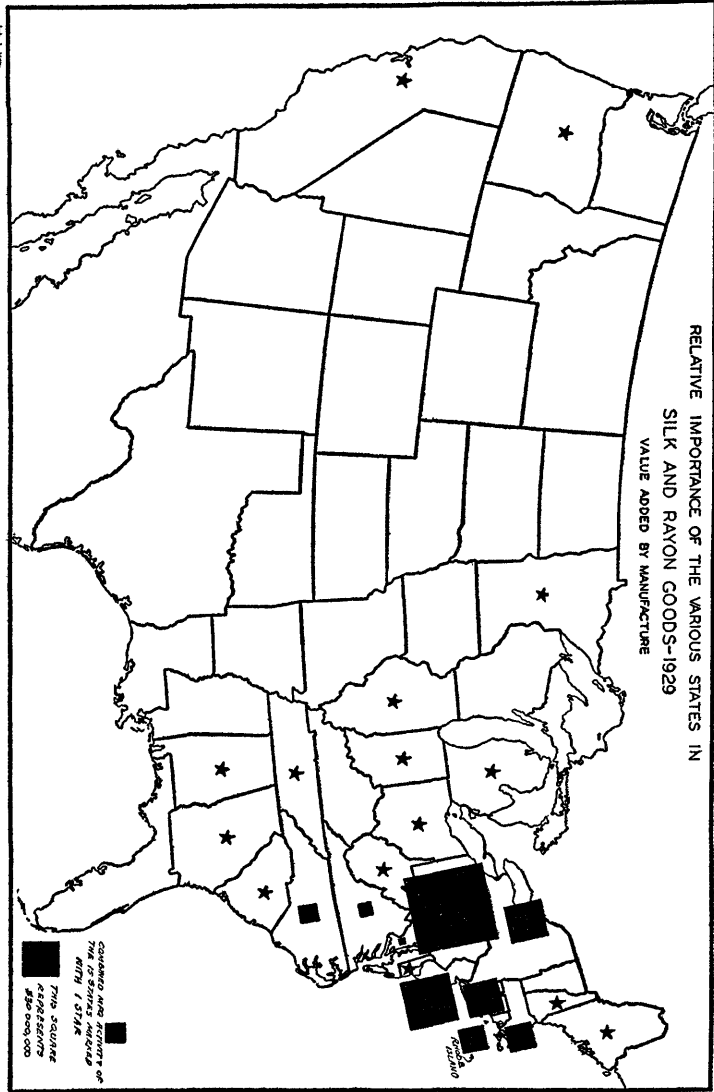 RELATIVE IMPORTANCE OF THE VARIOUS STATES IN
SILK AND RAYON GOODS-1929
VALUE ADDED BY MANUFACTURE
RHODE
ISLAND
COMBINED MFG ACTIVITY OF
THE 15 STATES MARKED
WITH 1 STAR
THIS SQUARE
REPRESENTS
$30 000,000